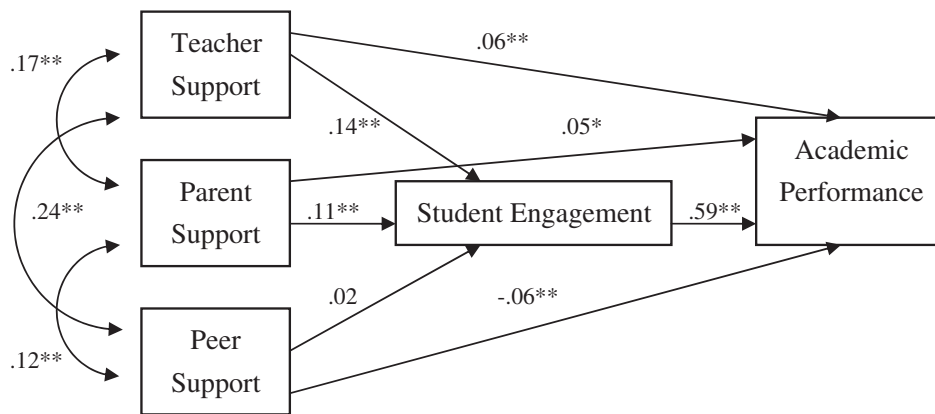 Teacher
Support
.06**
.17**
.14**
.05*
Academic
Performance
Parent
Support
.24**
.11**
Student Engagement
.59**
.02
-.06**
Peer
Support
.12**